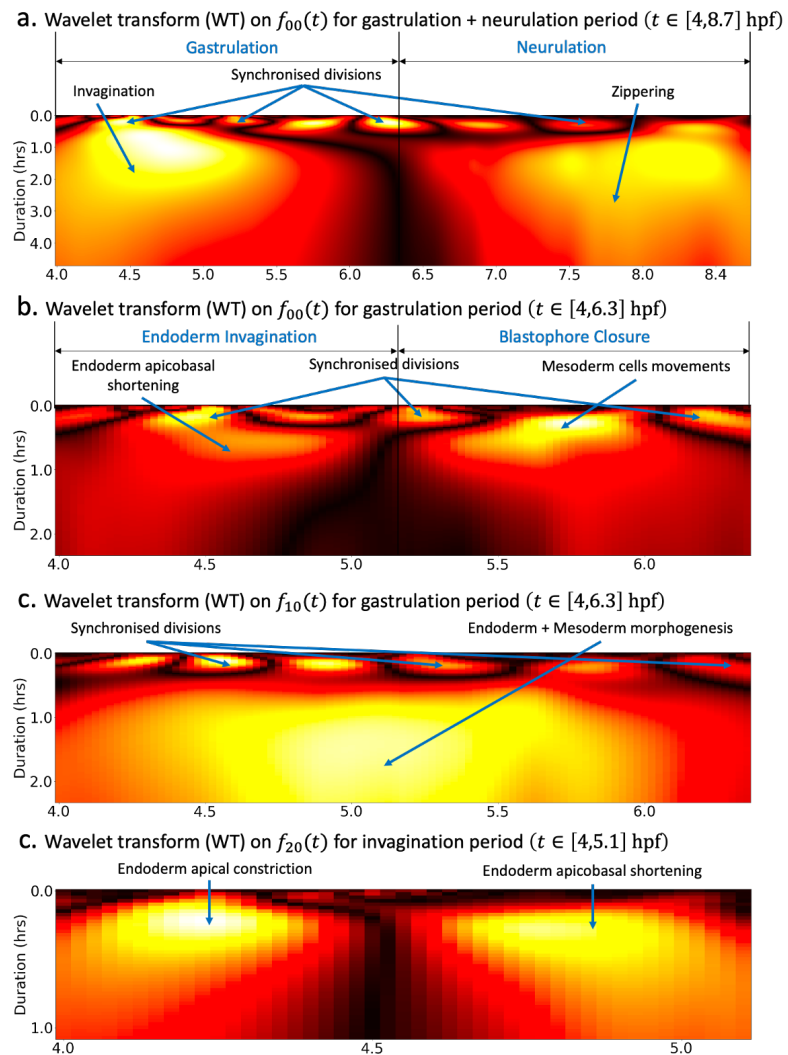 a. Wavelet transform (WT) on f₀₀(t) for gastrulation + neurulation period (t ∈ [4,8.7] hpf)
Gastrulation Neurulation
Synchronised divisions
Invagination Zippering
0.0
1.0
2.0
3.0
4.0
Duration (hrs)
4.0 4.5 5.0 5.5 6.0 6.5 7.0 7.5 8.0 8.4
b. Wavelet transform (WT) on f₀₀(t) for gastrulation period (t ∈ [4,6.3] hpf)
Endoderm Invagination Blastophore Closure
Endoderm apicobasal
shortening
Synchronised divisions Mesoderm cells movements
0.0
1.0
2.0
Duration (hrs)
4.0 4.5 5.0 5.5 6.0
c. Wavelet transform (WT) on f₁₀(t) for gastrulation period (t ∈ [4,6.3] hpf)
Synchronised divisions Endoderm + Mesoderm morphogenesis
0.0
1.0
2.0
Duration (hrs)
4.0 4.5 5.0 5.5 6.0
c. Wavelet transform (WT) on f₂₀(t) for invagination period (t ∈ [4,5.1] hpf)
Endoderm apical constriction Endoderm apicobasal shortening
0.0
1.0
Duration (hrs)
4.0 4.5 5.0